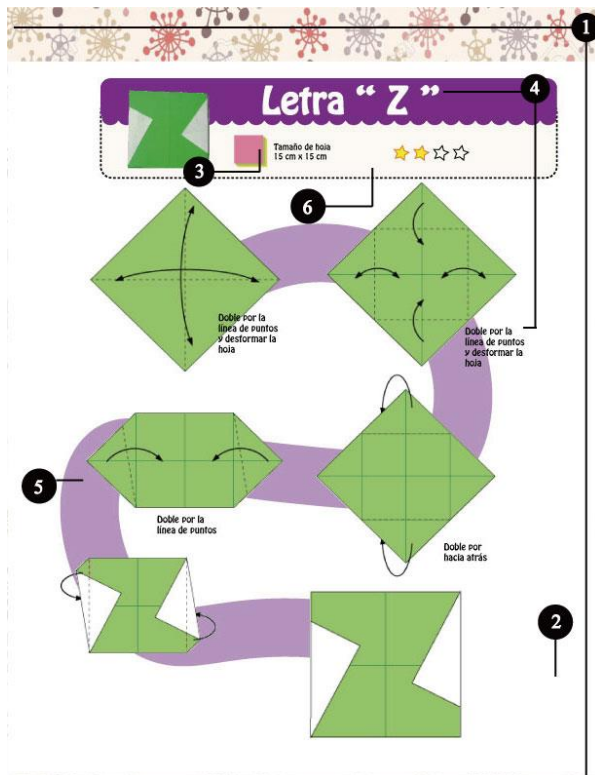 1
Letra “ Z ”
4
Tamaño de hoja
15 cm x 15 cm
3
6
Doble por la
línea de puntos
y desformar la
hoja
Doble por la
línea de puntos
y desformar la
hoja
5
Doble por la
línea de puntos
Doble por
hacia atrás
2